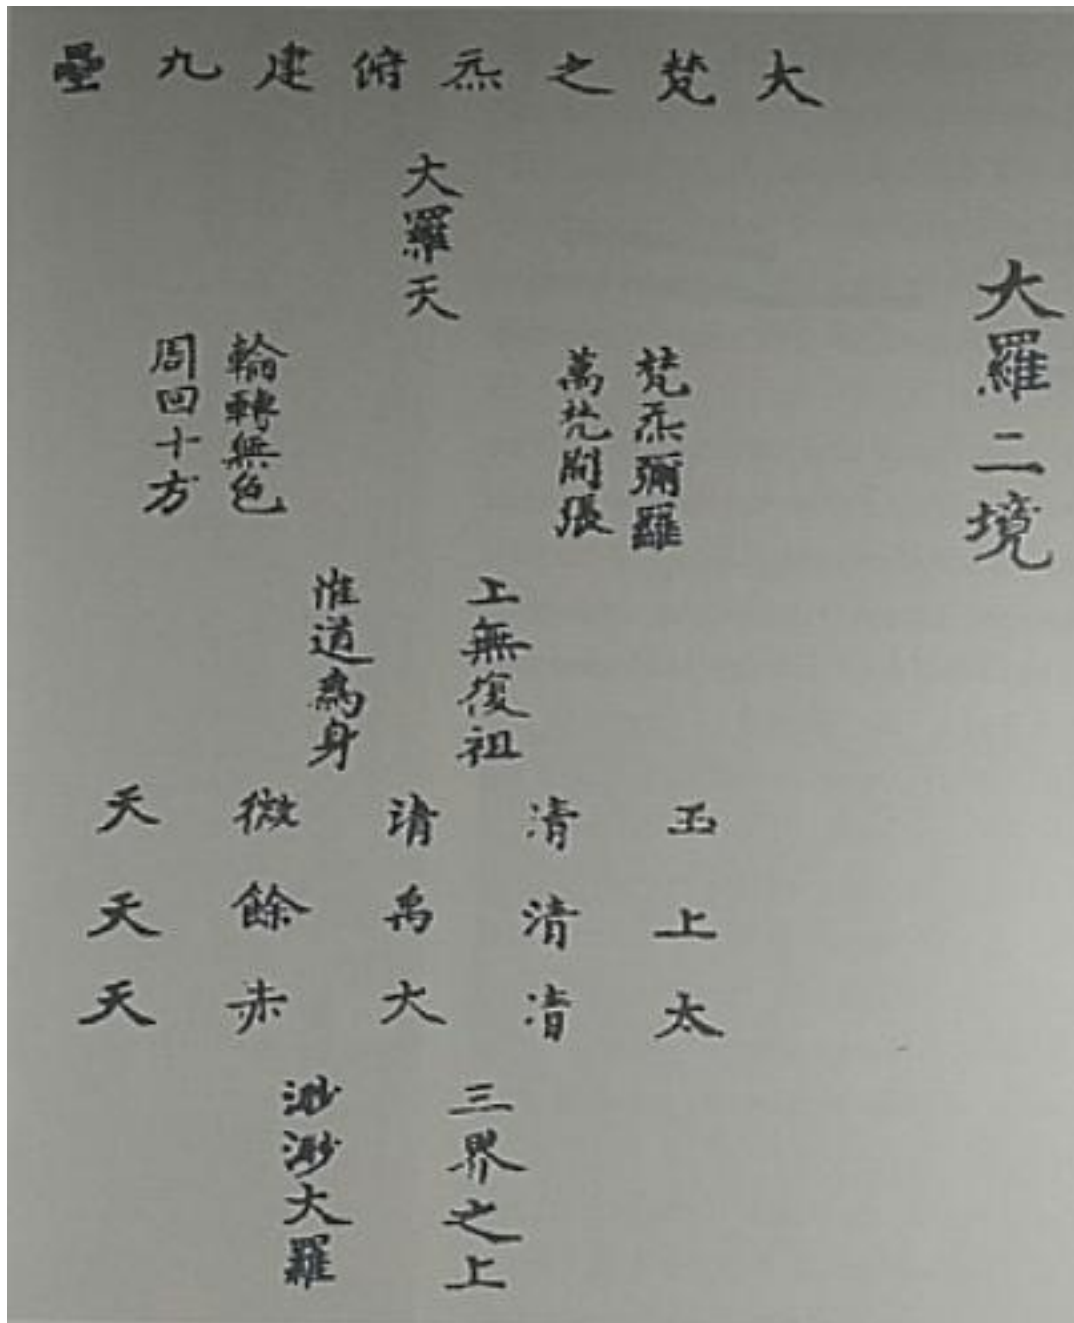 大羅二境
大梵之炁俯建九壘
大羅天
梵炁彌羅
萬梵開張
輪轉無色
周回十方
上無復祖
惟道為身
玉清清微天
上清禹餘天
太清大赤天
三界之上
渺渺大羅